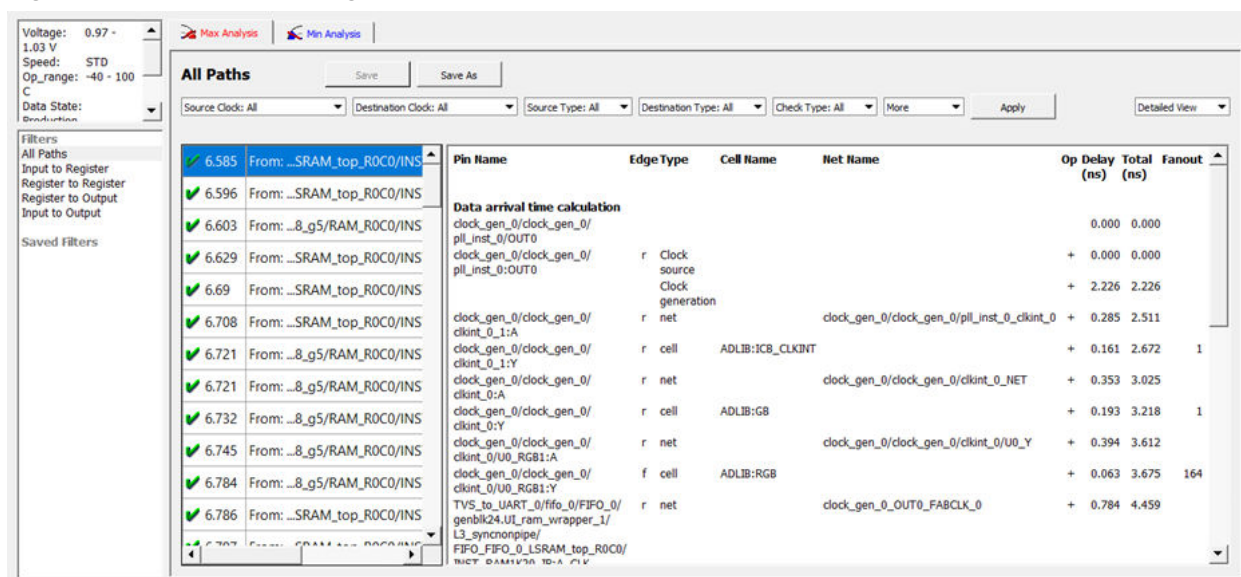 Voltage: 0.97 -
1.03 V
Speed: STD
Op_range: -40 - 100
C
Data State:
Production
Filters
All Paths
Input to Register
Register to Register
Register to Output
Input to Output
Saved Filters
Max Analysis Min Analysis
All Paths Save Save As
Source Clock: All Destination Clock: All Source Type: All Destination Type: All Check Type: All More Apply Detailed View
6.585 From: ...SRAM_top_R0C0/INS
6.596 From: ...SRAM_top_R0C0/INS
6.603 From: ...8_g5/RAM_R0C0/INS
6.629 From: ...SRAM_top_R0C0/INS
6.69 From: ...SRAM_top_R0C0/INS
6.708 From: ...SRAM_top_R0C0/INS
6.721 From: ...8_g5/RAM_R0C0/INS
6.721 From: ...8_g5/RAM_R0C0/INS
6.732 From: ...8_g5/RAM_R0C0/INS
6.745 From: ...8_g5/RAM_R0C0/INS
6.784 From: ...8_g5/RAM_R0C0/INS
6.786 From: ...SRAM_top_R0C0/INS
Pin Name Edge Type Cell Name Net Name Op Delay Total Fanout
(ns) (ns)
Data arrival time calculation
clock_gen_0/clock_gen_0/ 0.000 0.000
pll_inst_0/OUT0
clock_gen_0/clock_gen_0/ r Clock + 0.000 0.000
pll_inst_0:OUT0 source
Clock + 2.226 2.226
generation
clock_gen_0/clock_gen_0/ r net clock_gen_0/clock_gen_0/pll_inst_0_clkint_0 + 0.285 2.511
clkint_0_1:A
clock_gen_0/clock_gen_0/ r cell ADLIB:ICB_CLKINT + 0.161 2.672 1
clkint_0_1:Y
clock_gen_0/clock_gen_0/ r net clock_gen_0/clock_gen_0/clkint_0_NET + 0.353 3.025
clkint_0:A
clock_gen_0/clock_gen_0/ r cell ADLIB:GB + 0.193 3.218 1
clkint_0:Y
clock_gen_0/clock_gen_0/ r net clock_gen_0/clock_gen_0/clkint_0/U0_Y + 0.394 3.612
clkint_0/U0_RGB1:A
clock_gen_0/clock_gen_0/ f cell ADLIB:RGB + 0.063 3.675 164
clkint_0/U0_RGB1:Y
TVS_to_UART_0/fifo_0/FIFO_0/ r net clock_gen_0_OUT0_FABCLK_0 + 0.784 4.459
genblk24.UI_ram_wrapper_1/
L3_syncnonpipe/
FIFO_FIFO_0_LSRAM_top_R0C0/